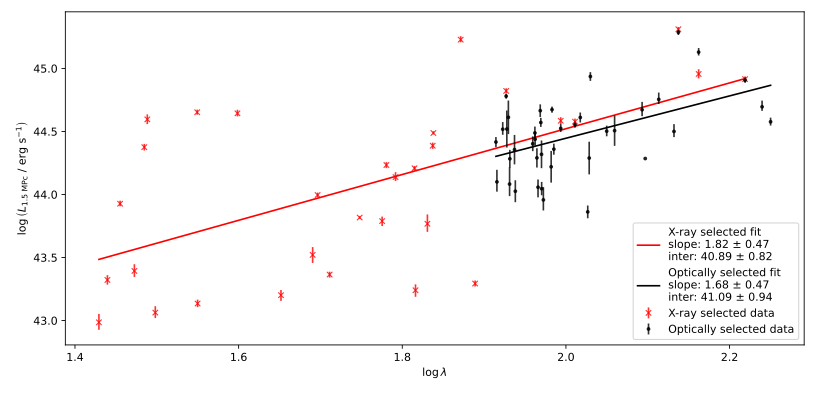 log (L₁.₅ MPc / erg s⁻¹)
45.0
44.5
44.0
43.5
43.0
1.4
1.6
1.8
2.0
2.2
log λ
X-ray selected fit
slope: 1.82 ± 0.47
inter: 40.89 ± 0.82
Optically selected fit
slope: 1.68 ± 0.47
inter: 41.09 ± 0.94
X-ray selected data
Optically selected data